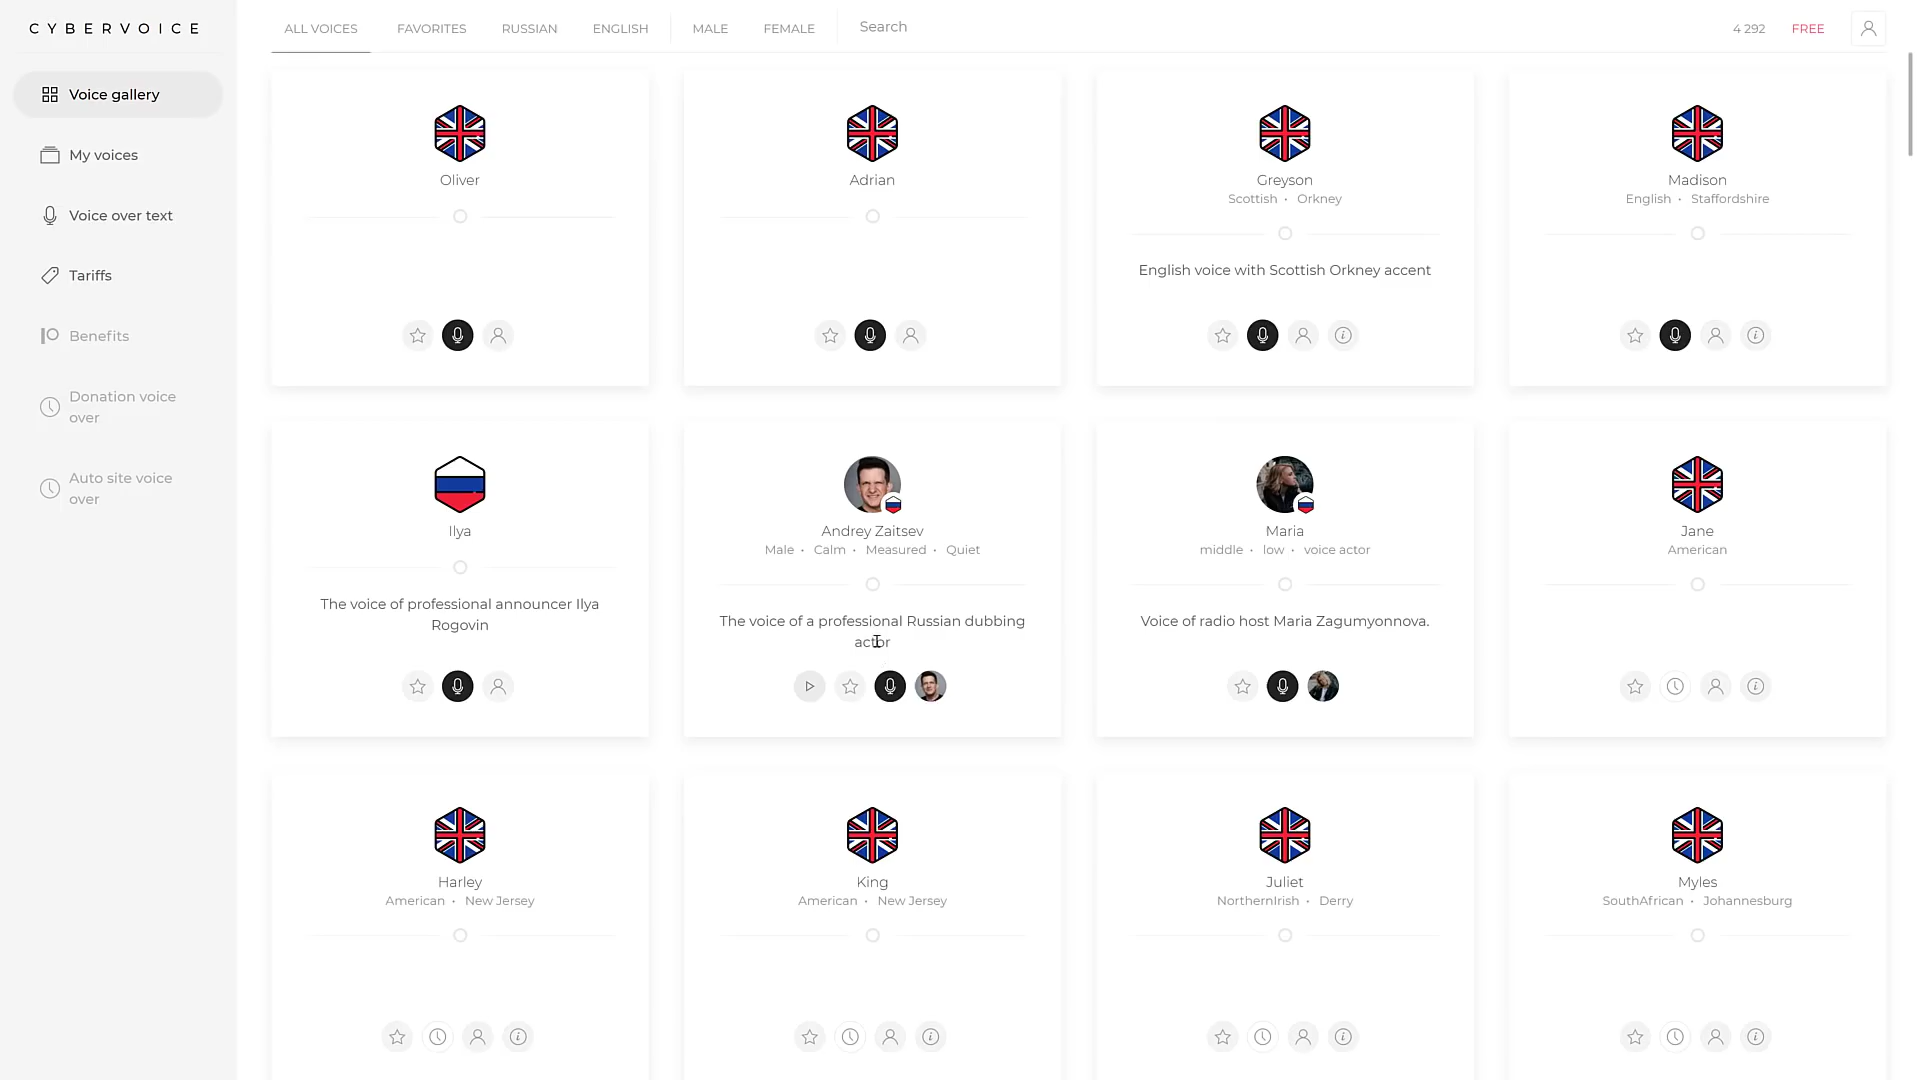 CYBERVOICE
ALL VOICES
FAVORITES
RUSSIAN
ENGLISH
MALE
FEMALE
Search
4 292
FREE
Voice gallery
My voices
Voice over text
Tariffs
Benefits
Donation voice
over
Auto site voice
over
Oliver
Adrian
Greyson
Scottish • Orkney
English voice with Scottish Orkney accent
Madison
English • Staffordshire
Ilya
The voice of professional announcer Ilya
Rogovin
Andrey Zaitsev
Male • Calm • Measured • Quiet
The voice of a professional Russian dubbing
actor
Maria
middle • low • voice actor
Voice of radio host Maria Zagumyonnova.
Jane
American
Harley
American • New Jersey
King
American • New Jersey
Juliet
NorthernIrish • Derry
Myles
SouthAfrican • Johannesburg